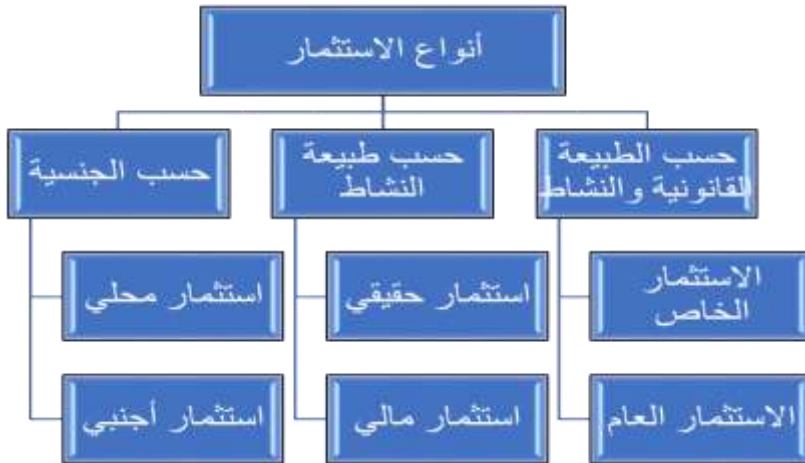 أنواع الاستثمار
حسب الطبيعة
القانونية والنشاط
حسب طبيعة
النشاط
حسب الجنسية
الاستثمار
الخاص
استثمار حقيقي
استثمار محلي
الاستثمار العام
استثمار مالي
استثمار أجنبي